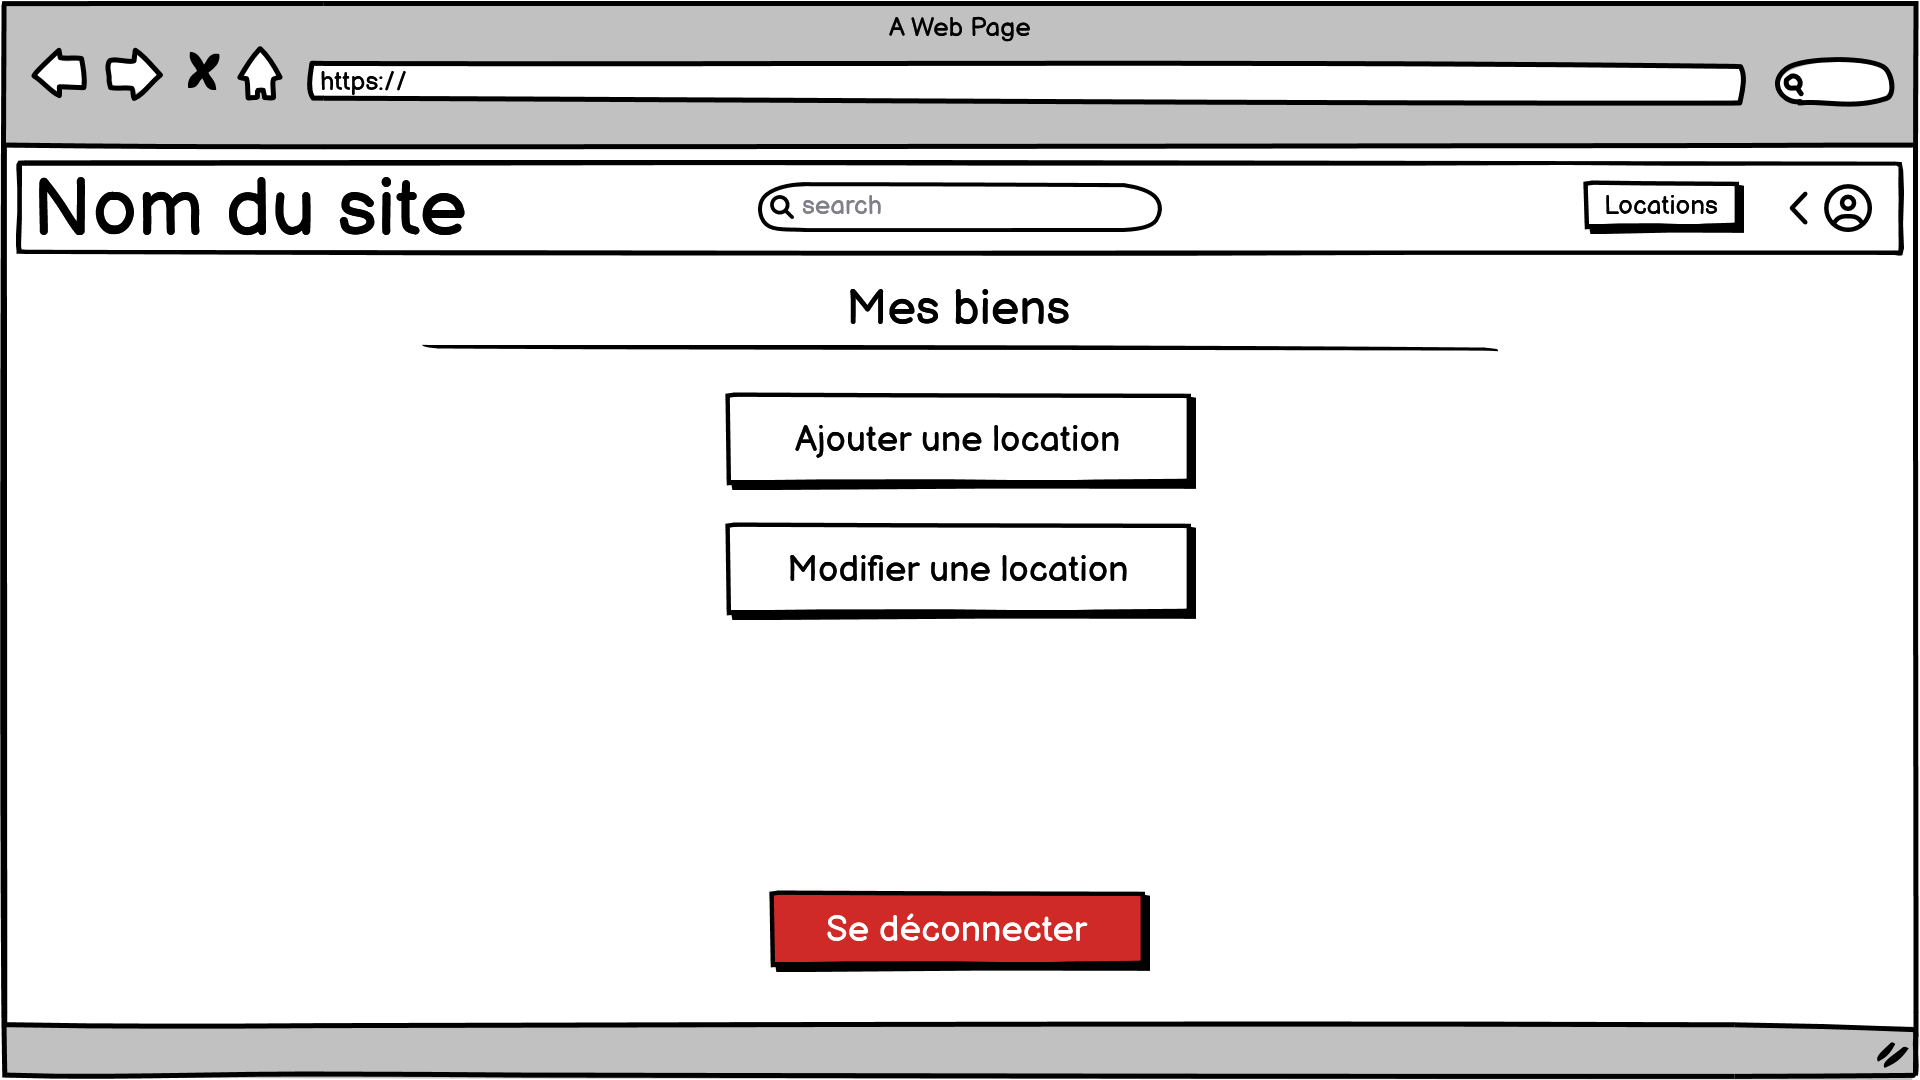 A Web Page
https://
Nom du site
search
Locations
Mes biens
Ajouter une location
Modifier une location
Se déconnecter